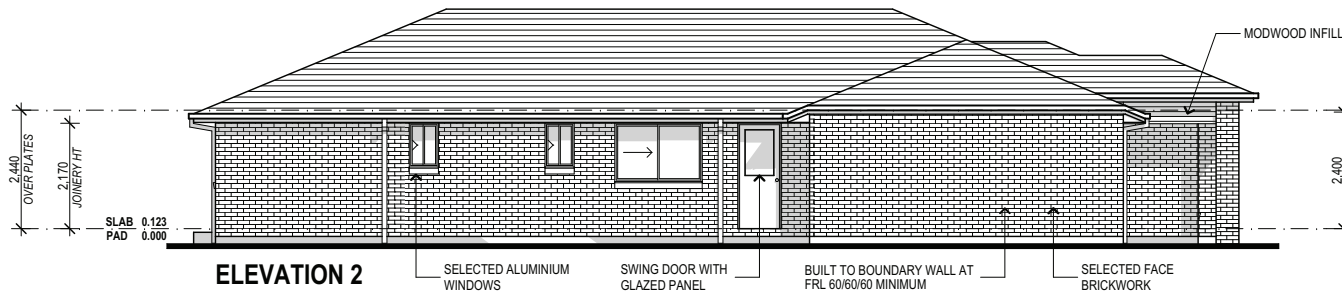 MODWOOD INFILL
2,440
OVER PLATES
2,170
JOINERY HT
2,400
SLAB 0.123
PAD 0.000
ELEVATION 2
SELECTED ALUMINIUM
WINDOWS
SWING DOOR WITH
GLAZED PANEL
BUILT TO BOUNDARY WALL AT
FRL 60/60/60 MINIMUM
SELECTED FACE
BRICKWORK